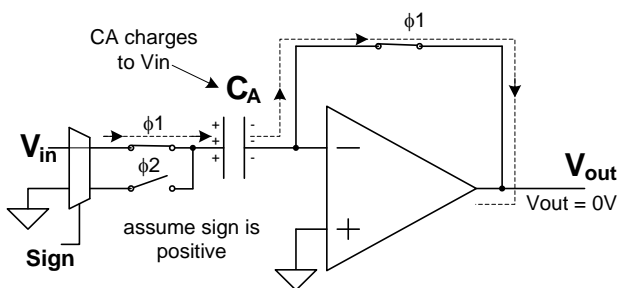 CA charges
to Vin
CA
ϕ1
Vin
ϕ1
ϕ2
+ -
+ -
+ -
−
+
Vout
Vout = 0V
assume sign is
positive
Sign